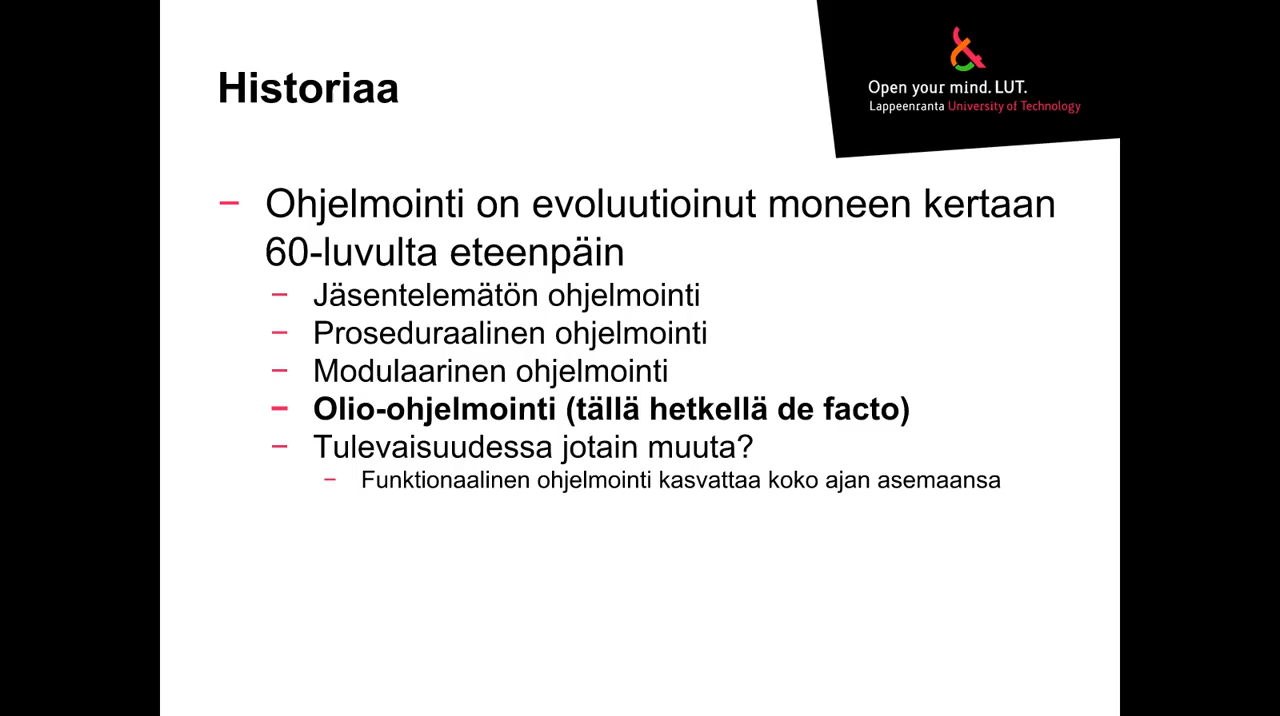 Historiaa
Open your mind. LUT.
Lappeenranta University of Technology
– Ohjelmointi on evoluutioinut moneen kertaan
60-luvulta eteenpäin
– Jäsentelemätön ohjelmointi
– Proseduraalinen ohjelmointi
– Modulaarinen ohjelmointi
– Olio-ohjelmointi (tällä hetkellä de facto)
– Tulevaisuudessa jotain muuta?
– Funktionaalinen ohjelmointi kasvattaa koko ajan asemaansa